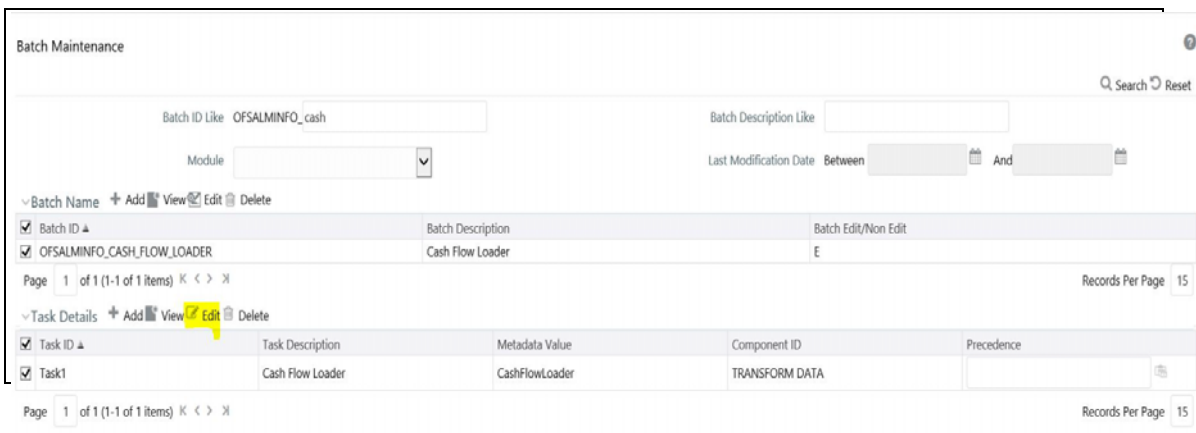 Batch Maintenance
Search Reset
Batch ID Like OFSALMINFO_ cash Batch Description Like
Module Last Modification Date Between And
Batch Name + Add View Edit Delete
Batch ID Batch Description Batch Edit/Non Edit
OFSALMINFO_CASH_FLOW_LOADER Cash Flow Loader E
Page 1 of 1 (1-1 of 1 items) Records Per Page 15
Task Details + Add View Edit Delete
Task ID Task Description Metadata Value Component ID Precedence
Task1 Cash Flow Loader CashFlowLoader TRANSFORM DATA
Page 1 of 1 (1-1 of 1 items) Records Per Page 15